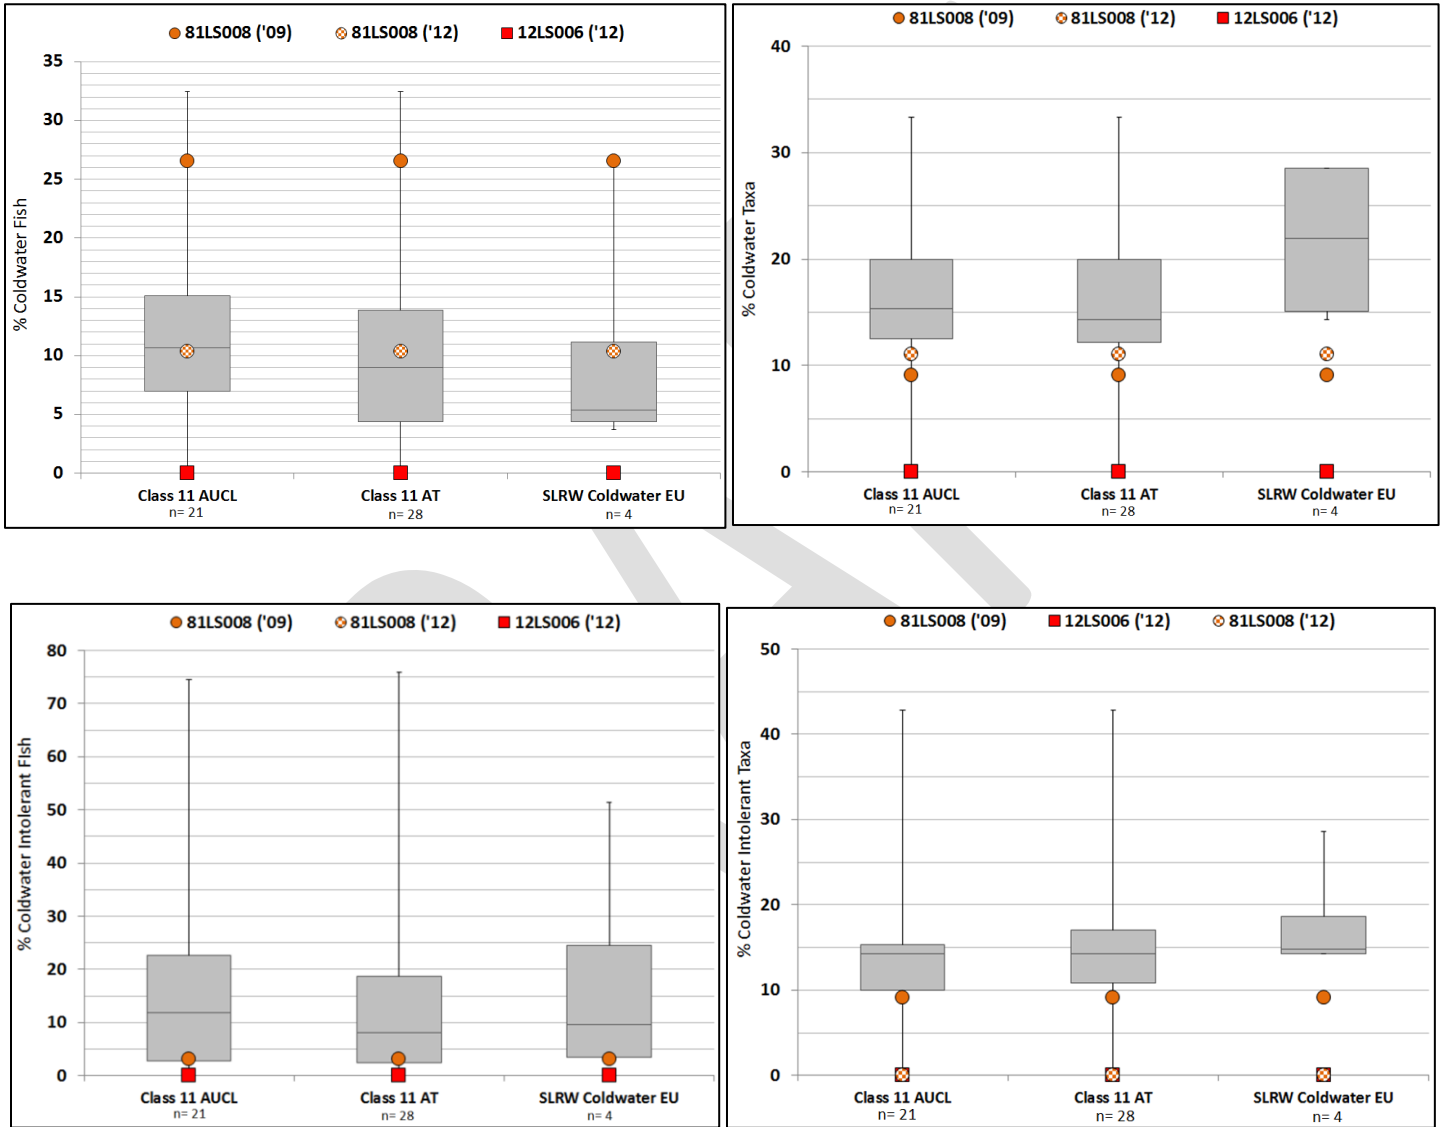 81LS008 ('09) 81LS008 ('12) 12LS006 ('12)
% Coldwater Fish
35
30
25
20
15
10
5
0
Class 11 AUCL Class 11 AT SLRW Coldwater EU
n= 21 n= 28 n= 4
81LS008 ('09) 81LS008 ('12) 12LS006 ('12)
% Coldwater Taxa
40
30
20
10
0
Class 11 AUCL Class 11 AT SLRW Coldwater EU
n= 21 n= 28 n= 4
81LS008 ('09) 81LS008 ('12) 12LS006 ('12)
% Coldwater Intolerant FIsh
80
70
60
50
40
30
20
10
0
Class 11 AUCL Class 11 AT SLRW Coldwater EU
n= 21 n= 28 n= 4
81LS008 ('09) 12LS006 ('12) 81LS008 ('12)
% Coldwater Intolerant Taxa
50
40
30
20
10
0
Class 11 AUCL Class 11 AT SLRW Coldwater EU
n= 21 n= 28 n= 4